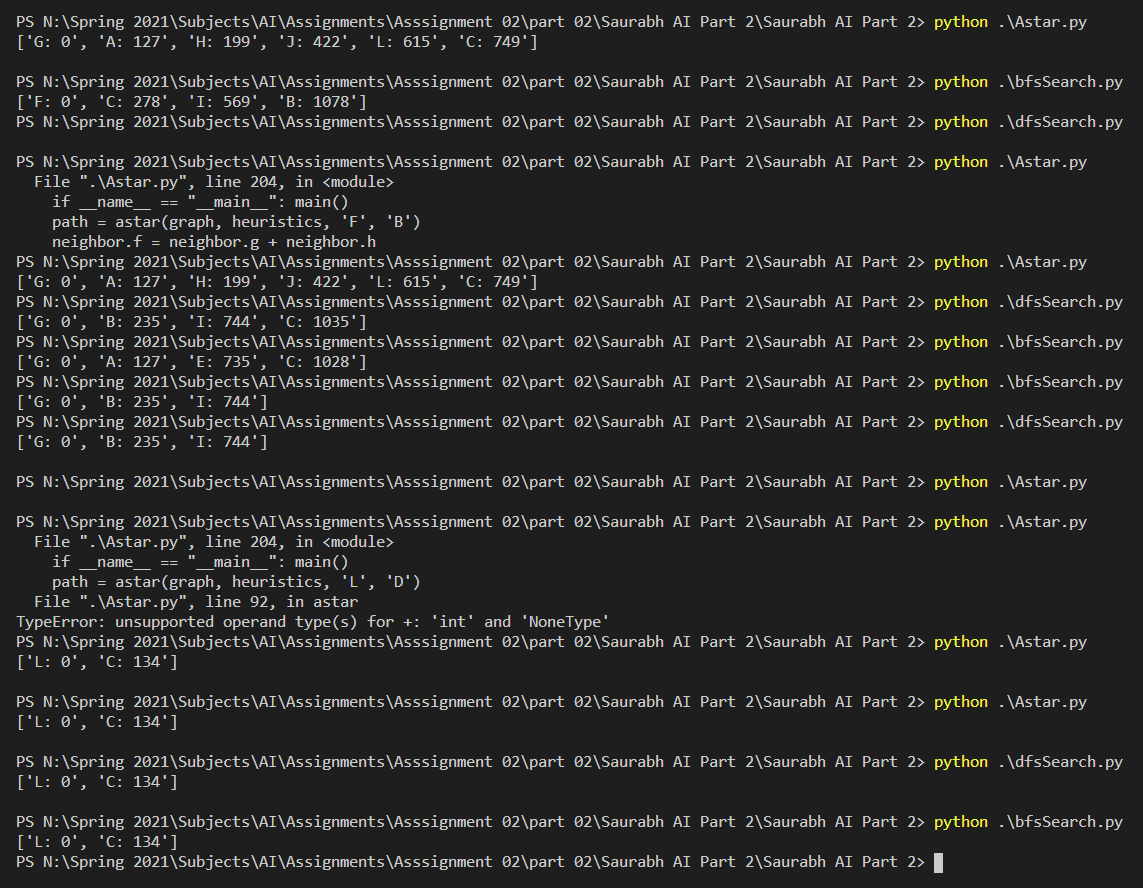 PS N:\Spring 2021\Subjects\AI\Assignments\Asssignment 02\part 02\Saurabh AI Part 2\Saurabh AI Part 2> python .\Astar.py
['G: 0', 'A: 127', 'H: 199', 'J: 422', 'L: 615', 'C: 749']
PS N:\Spring 2021\Subjects\AI\Assignments\Asssignment 02\part 02\Saurabh AI Part 2\Saurabh AI Part 2> python .\bfsSearch.py
['F: 0', 'C: 278', 'I: 569', 'B: 1078']
PS N:\Spring 2021\Subjects\AI\Assignments\Asssignment 02\part 02\Saurabh AI Part 2\Saurabh AI Part 2> python .\dfsSearch.py
PS N:\Spring 2021\Subjects\AI\Assignments\Asssignment 02\part 02\Saurabh AI Part 2\Saurabh AI Part 2> python .\Astar.py
  File ".\Astar.py", line 204, in <module>
    if __name__ == "__main__": main()
    path = astar(graph, heuristics, 'F', 'B')
    neighbor.f = neighbor.g + neighbor.h
PS N:\Spring 2021\Subjects\AI\Assignments\Asssignment 02\part 02\Saurabh AI Part 2\Saurabh AI Part 2> python .\Astar.py
['G: 0', 'A: 127', 'H: 199', 'J: 422', 'L: 615', 'C: 749']
PS N:\Spring 2021\Subjects\AI\Assignments\Asssignment 02\part 02\Saurabh AI Part 2\Saurabh AI Part 2> python .\dfsSearch.py
['G: 0', 'B: 235', 'I: 744', 'C: 1035']
PS N:\Spring 2021\Subjects\AI\Assignments\Asssignment 02\part 02\Saurabh AI Part 2\Saurabh AI Part 2> python .\bfsSearch.py
['G: 0', 'A: 127', 'E: 735', 'C: 1028']
PS N:\Spring 2021\Subjects\AI\Assignments\Asssignment 02\part 02\Saurabh AI Part 2\Saurabh AI Part 2> python .\bfsSearch.py
['G: 0', 'B: 235', 'I: 744']
PS N:\Spring 2021\Subjects\AI\Assignments\Asssignment 02\part 02\Saurabh AI Part 2\Saurabh AI Part 2> python .\dfsSearch.py
['G: 0', 'B: 235', 'I: 744']
PS N:\Spring 2021\Subjects\AI\Assignments\Asssignment 02\part 02\Saurabh AI Part 2\Saurabh AI Part 2> python .\Astar.py
PS N:\Spring 2021\Subjects\AI\Assignments\Asssignment 02\part 02\Saurabh AI Part 2\Saurabh AI Part 2> python .\Astar.py
  File ".\Astar.py", line 204, in <module>
    if __name__ == "__main__": main()
    path = astar(graph, heuristics, 'L', 'D')
  File ".\Astar.py", line 92, in astar
TypeError: unsupported operand type(s) for +: 'int' and 'NoneType'
PS N:\Spring 2021\Subjects\AI\Assignments\Asssignment 02\part 02\Saurabh AI Part 2\Saurabh AI Part 2> python .\Astar.py
['L: 0', 'C: 134']
PS N:\Spring 2021\Subjects\AI\Assignments\Asssignment 02\part 02\Saurabh AI Part 2\Saurabh AI Part 2> python .\Astar.py
['L: 0', 'C: 134']
PS N:\Spring 2021\Subjects\AI\Assignments\Asssignment 02\part 02\Saurabh AI Part 2\Saurabh AI Part 2> python .\dfsSearch.py
['L: 0', 'C: 134']
PS N:\Spring 2021\Subjects\AI\Assignments\Asssignment 02\part 02\Saurabh AI Part 2\Saurabh AI Part 2> python .\bfsSearch.py
['L: 0', 'C: 134']
PS N:\Spring 2021\Subjects\AI\Assignments\Asssignment 02\part 02\Saurabh AI Part 2\Saurabh AI Part 2>